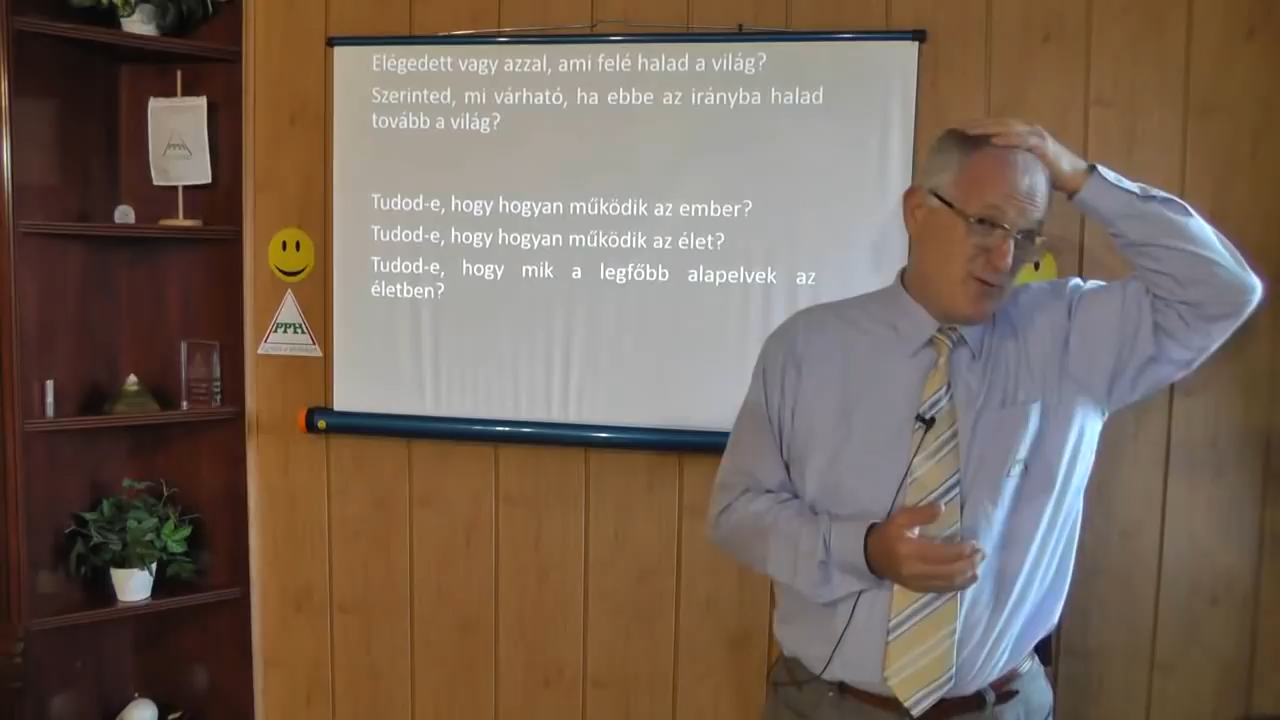 Elégedett vagy azzal, ami felé halad a világ?
Szerinted, mi várható, ha ebbe az irányba halad
tovább a világ?
Tudod-e, hogy hogyan működik az ember?
Tudod-e, hogy hogyan működik az élet?
Tudod-e, hogy mik a legfőbb alapelvek az
életben?
PPH
PPH